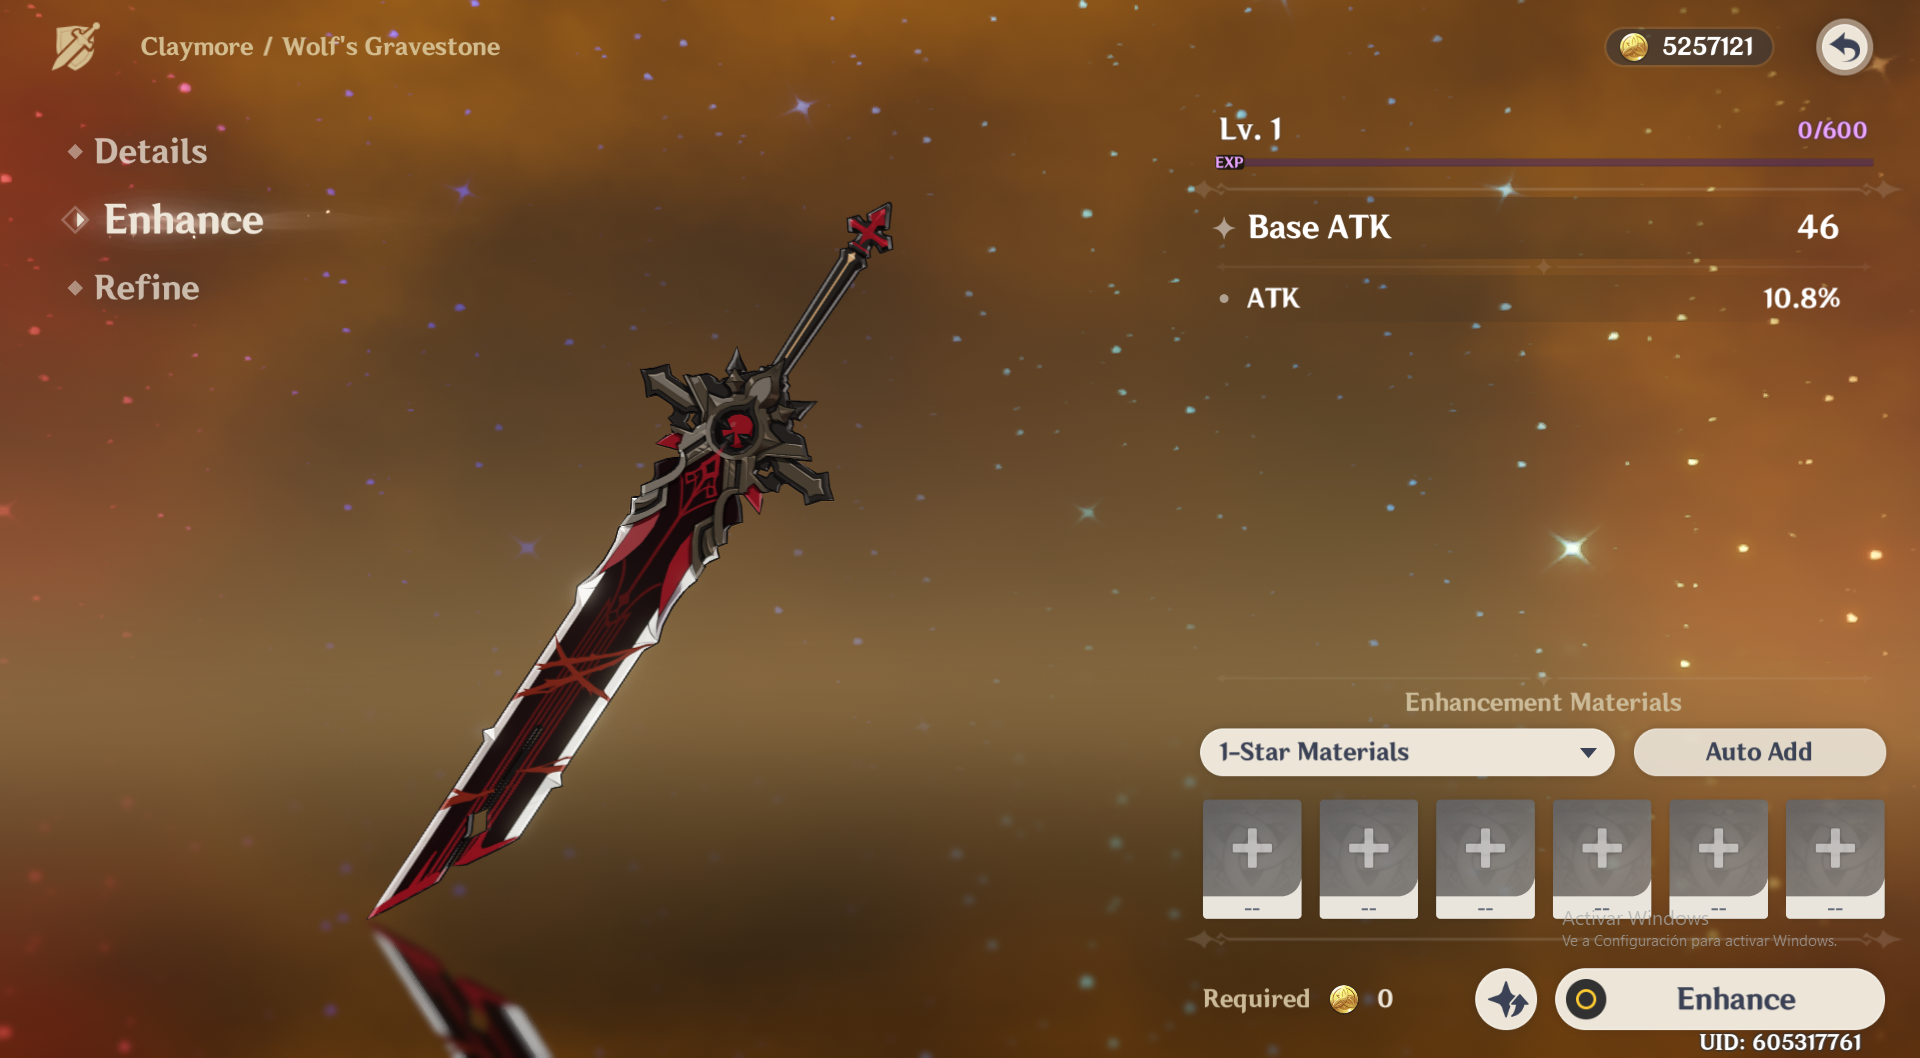 Claymore / Wolf's Gravestone
5257121
Details
Enhance
Refine
Lv. 1
0/600
EXP
Base ATK
46
ATK
10.8%
Enhancement Materials
1-Star Materials
Auto Add
--
--
--
--
--
--
Activar Windows
Ve a Configuración para activar Windows.
Required
0
Enhance
UID: 605317761